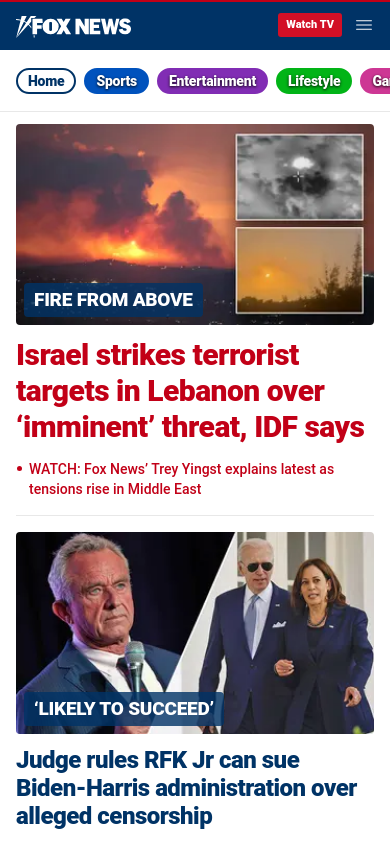 FOX NEWS
Watch TV
Home
Sports
Entertainment
Lifestyle
Ga
FIRE FROM ABOVE
Israel strikes terrorist
targets in Lebanon over
‘imminent’ threat, IDF says
• WATCH: Fox News’ Trey Yingst explains latest as
tensions rise in Middle East
‘LIKELY TO SUCCEED’
Judge rules RFK Jr can sue
Biden-Harris administration over
alleged censorship